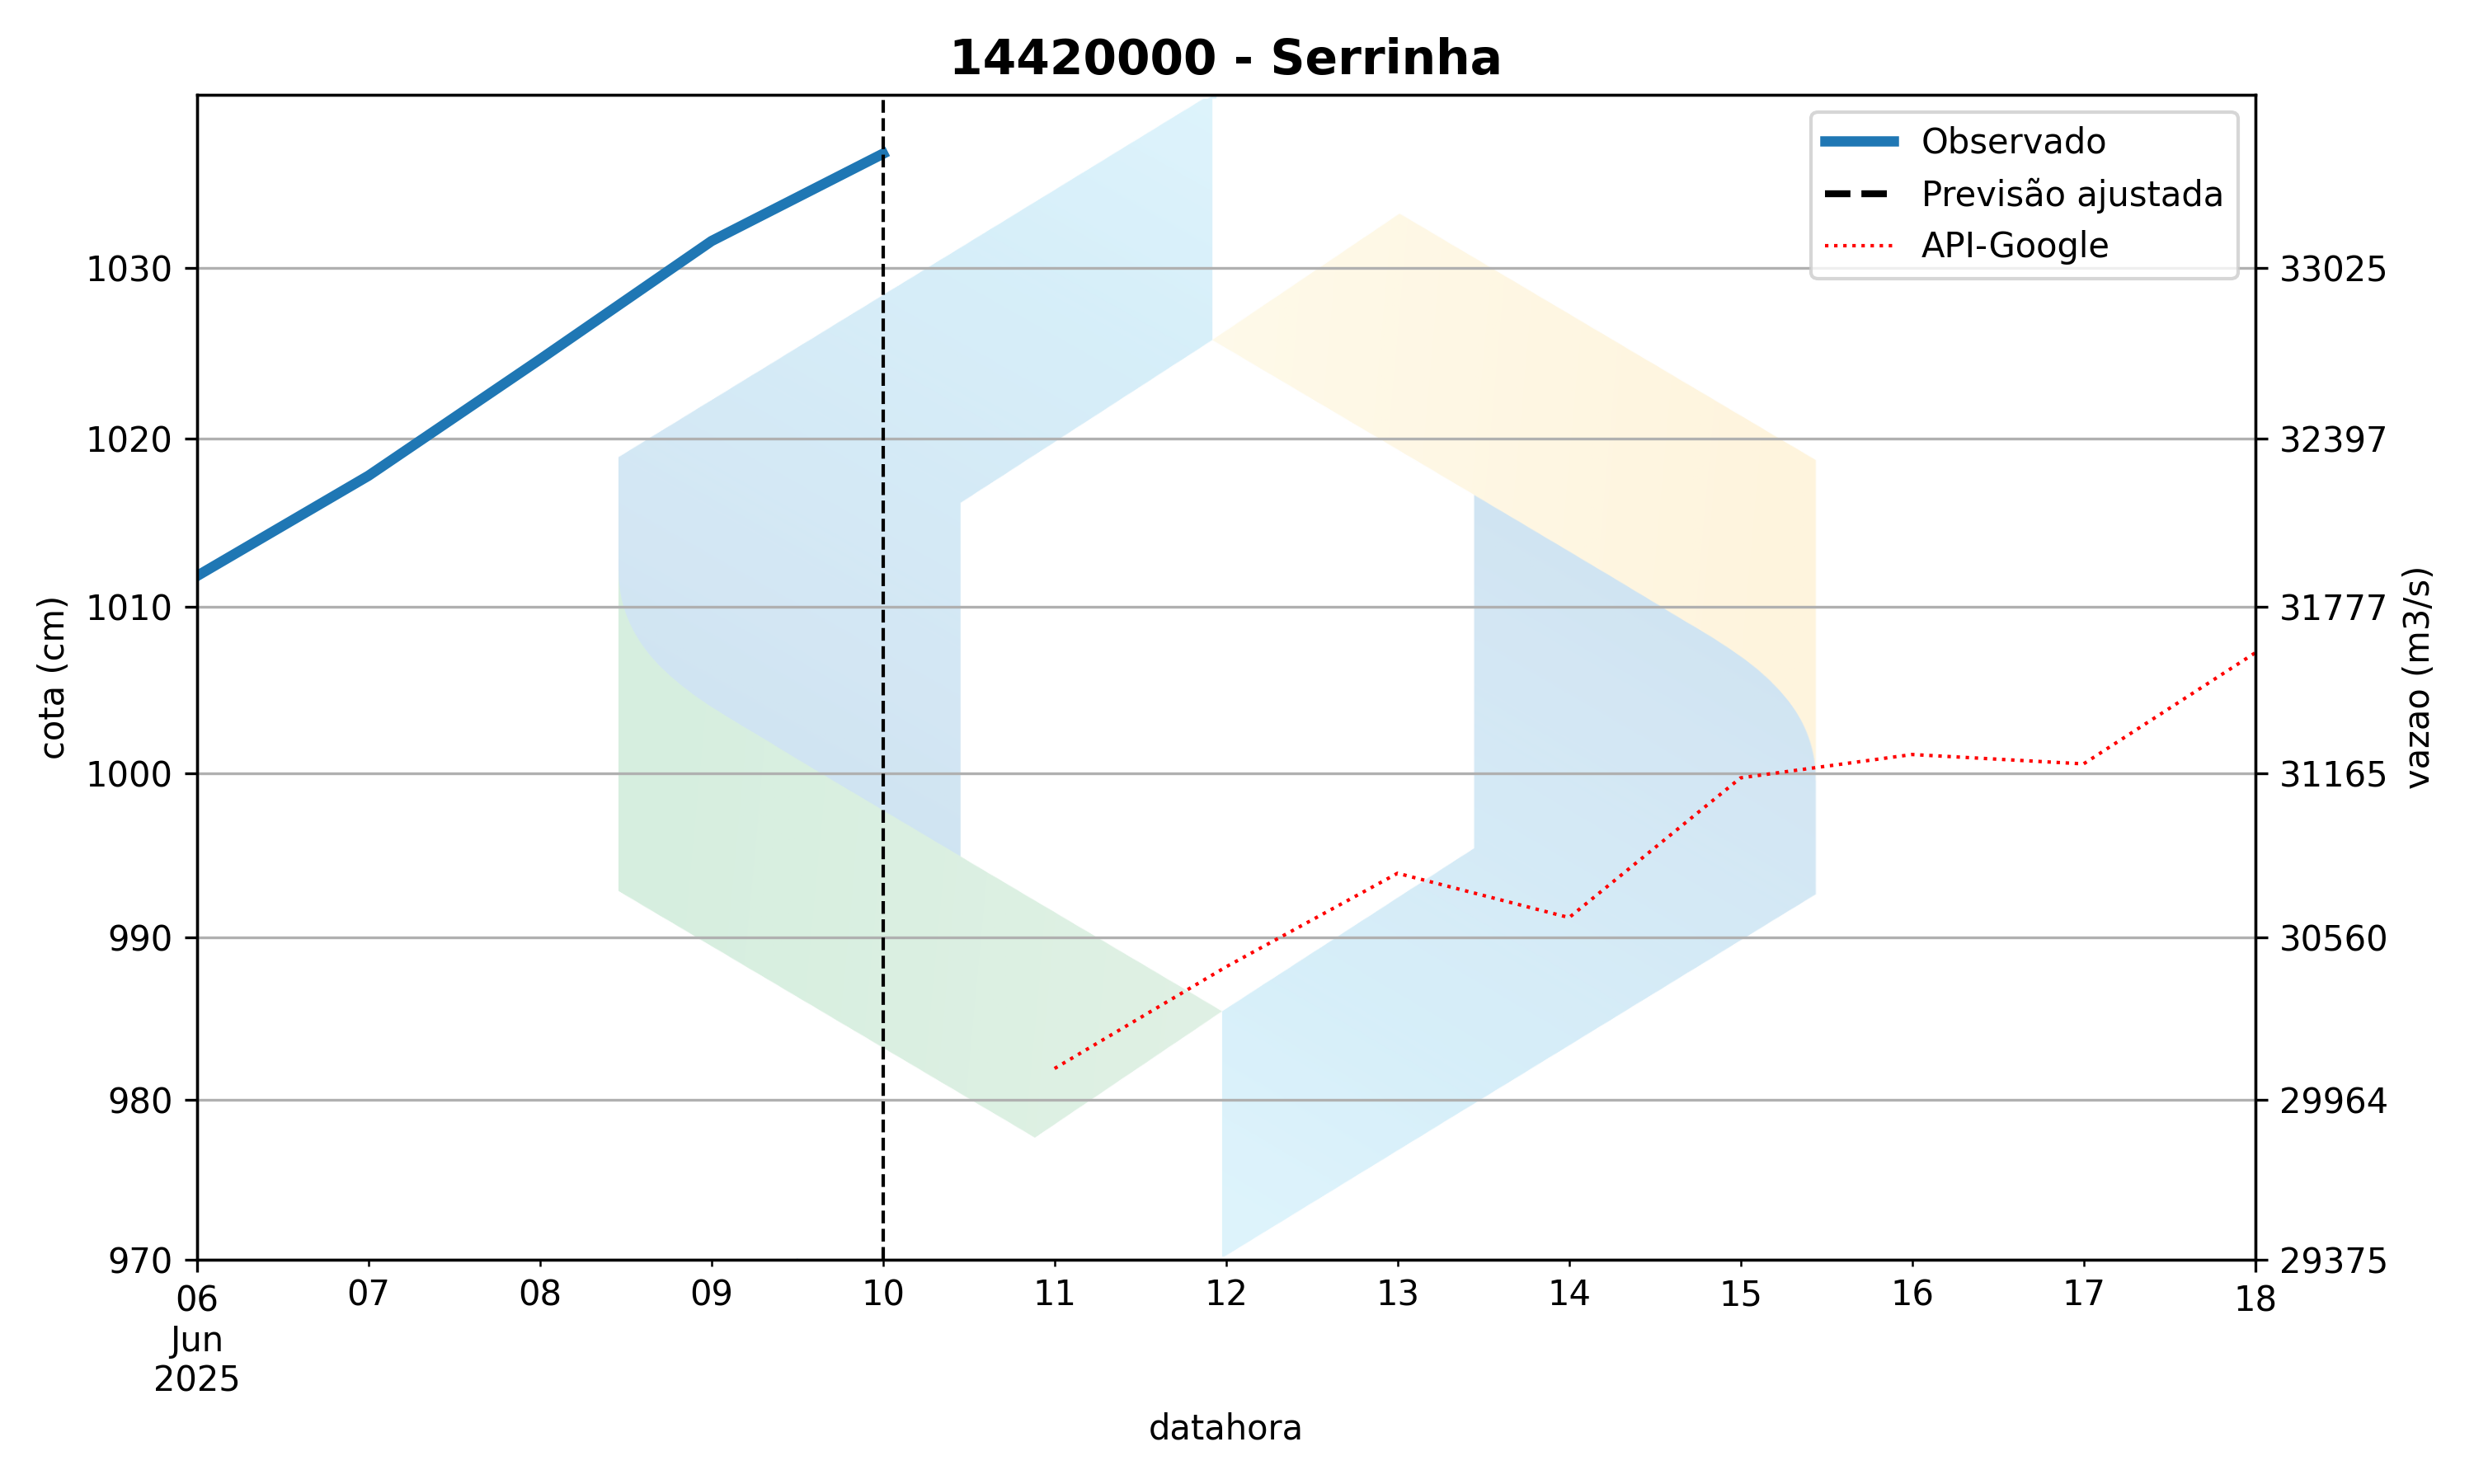 14420000 - Serrinha
Observado
Previsão ajustada
API-Google
1030
1020
1010
1000
990
980
970
cota (cm)
33025
32397
31777
31165
30560
29964
29375
vazao (m3/s)
06 07 08 09 10 11 12 13 14 15 16 17 18
Jun
2025
datahora